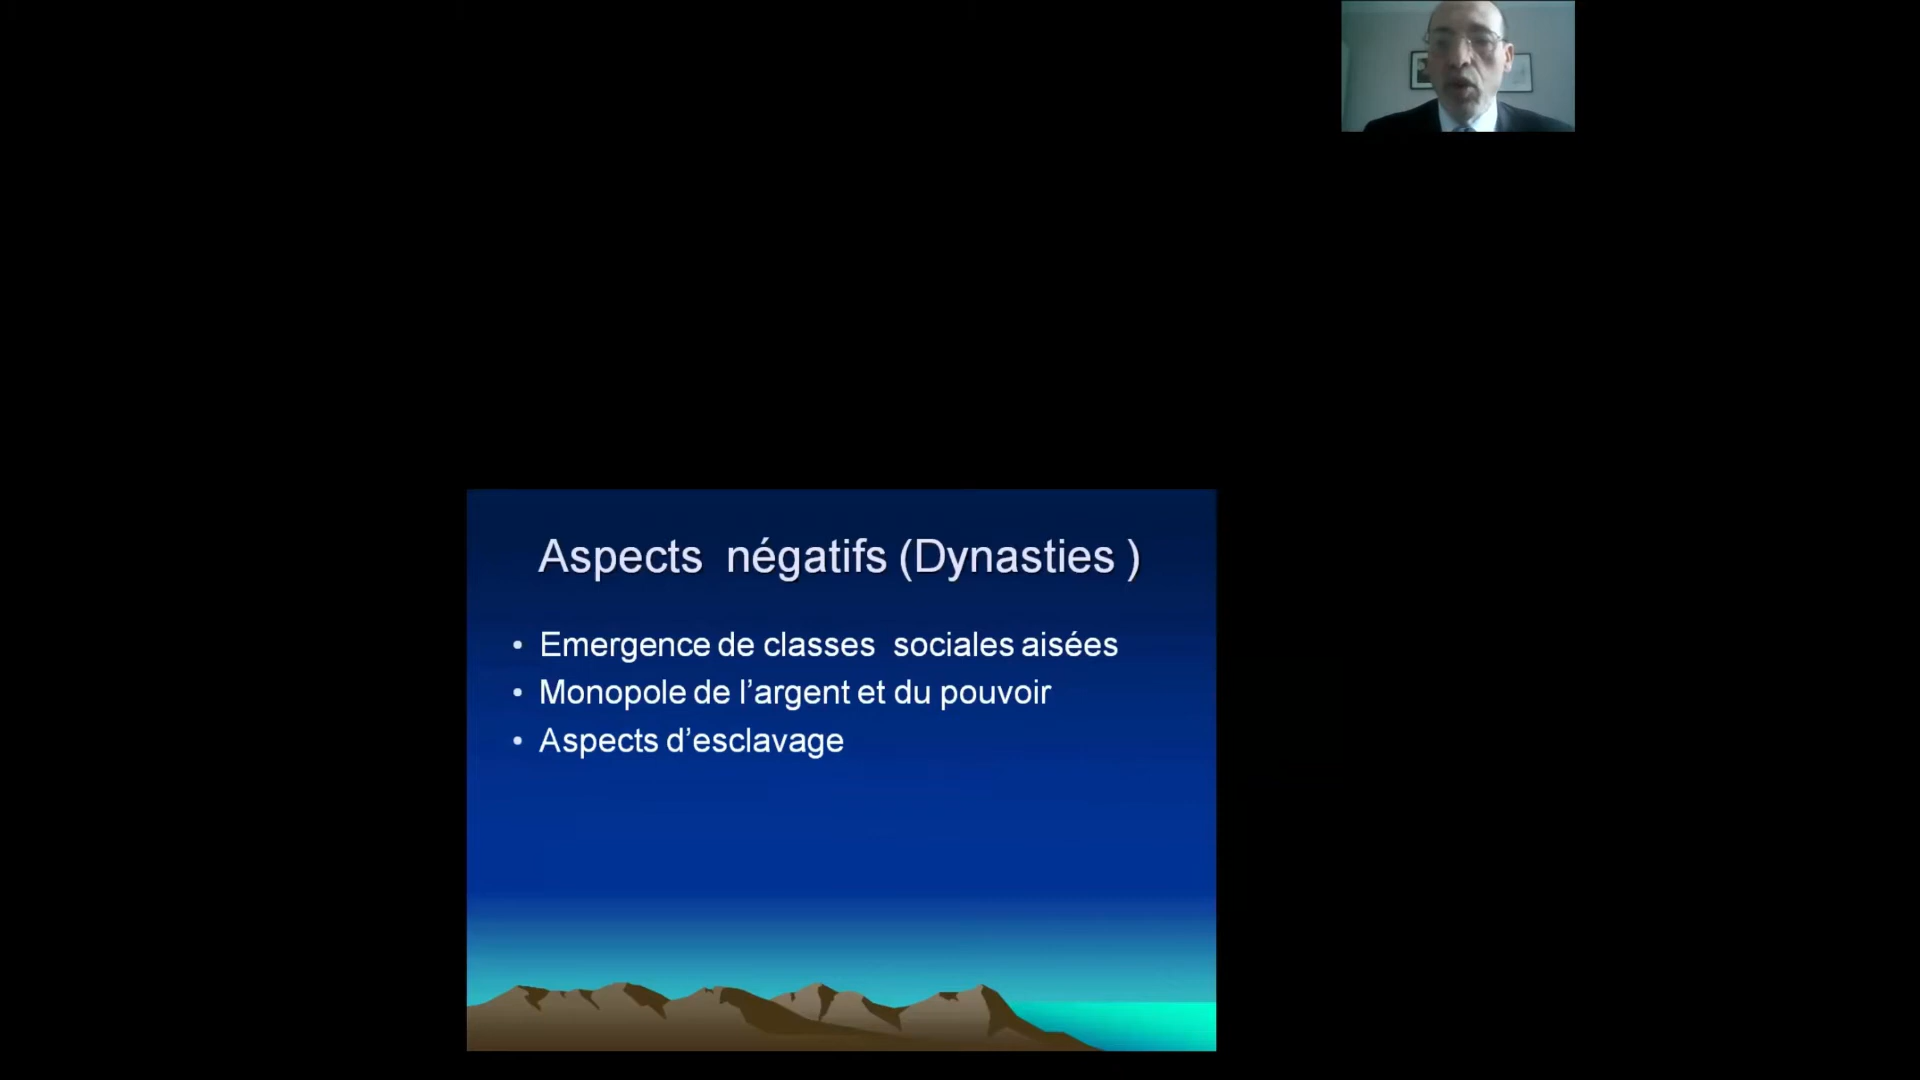 Aspects négatifs (Dynasties )
• Emergence de classes sociales aisées
• Monopole de l’argent et du pouvoir
• Aspects d’esclavage